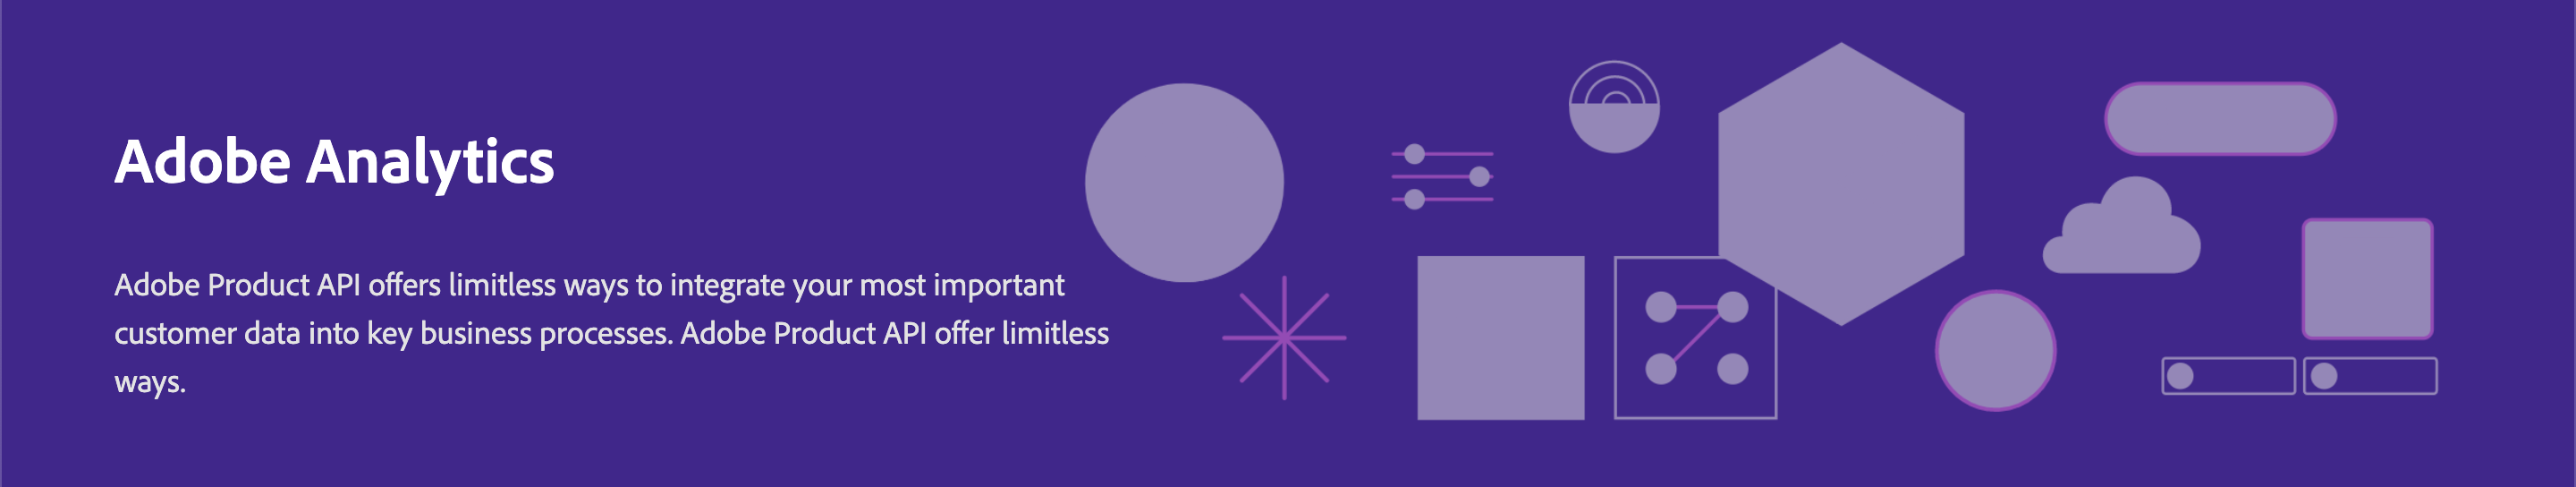 Adobe Analytics
Adobe Product API offers limitless ways to integrate your most important
customer data into key business processes. Adobe Product API offer limitless
ways.